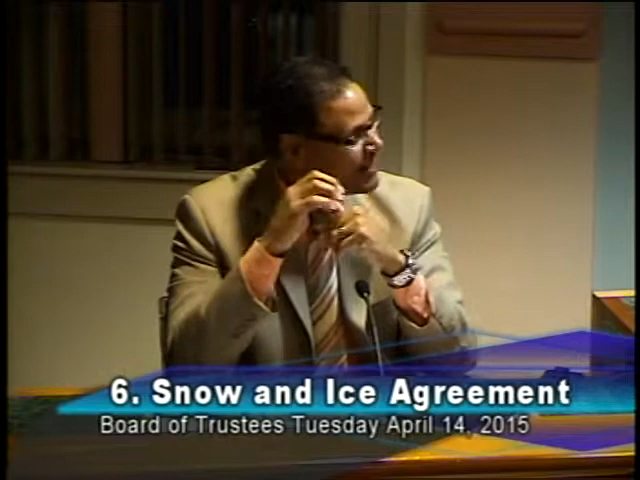 6. Snow and Ice Agreement
Board of Trustees Tuesday April 14, 2015